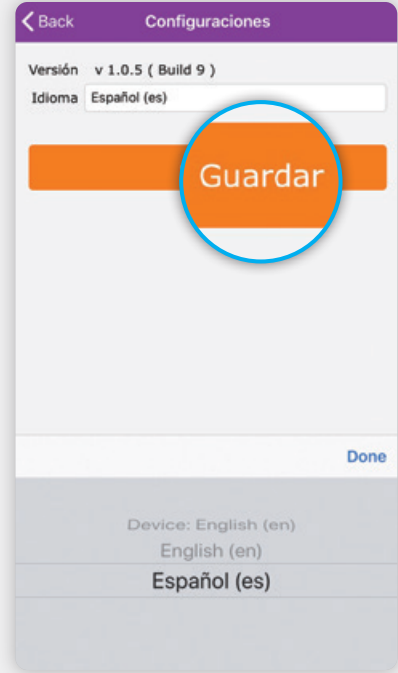 Back Configuraciones
Versión v 1.0.5 ( Build 9 )
Idioma Español (es)
Guardar
Done
Device: English (en)
English (en)
Español (es)